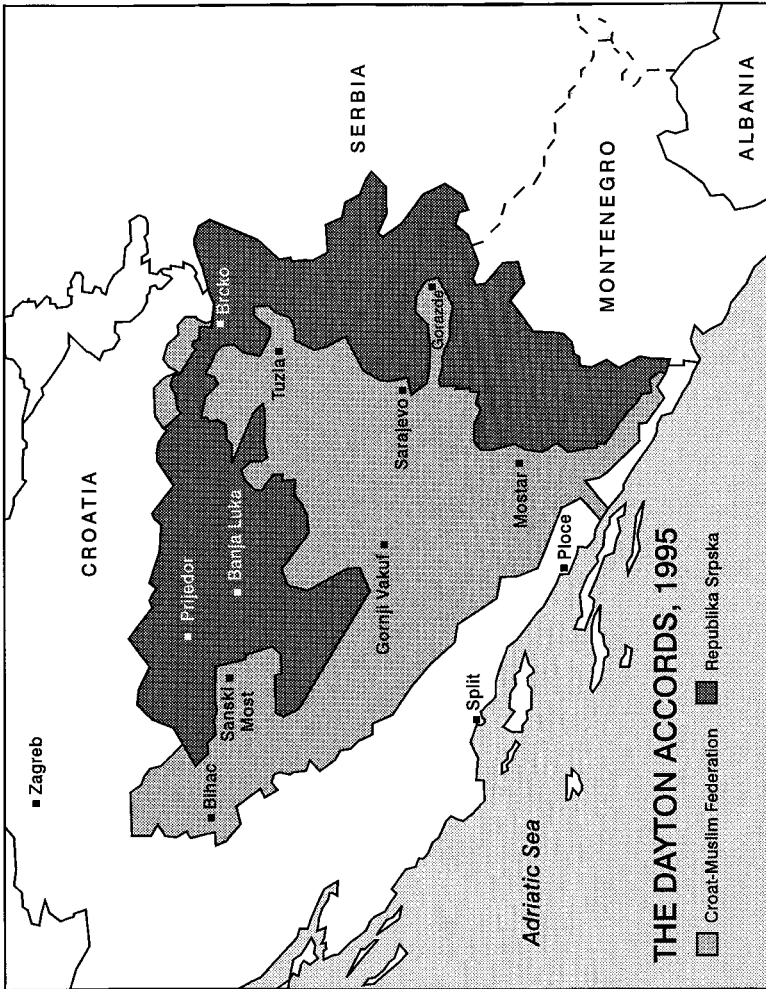 Zagreb
CROATIA
SERBIA
Prijedor
Banja Luka
Brcko
Bihac
Sanski
Most
Tuzla
Gornji Vakuf
Sarajevo
Gorazde
Mostar
Split
Ploce
MONTENEGRO
ALBANIA
Adriatic Sea
THE DAYTON ACCORDS, 1995
Croat-Muslim Federation
Republika Srpska